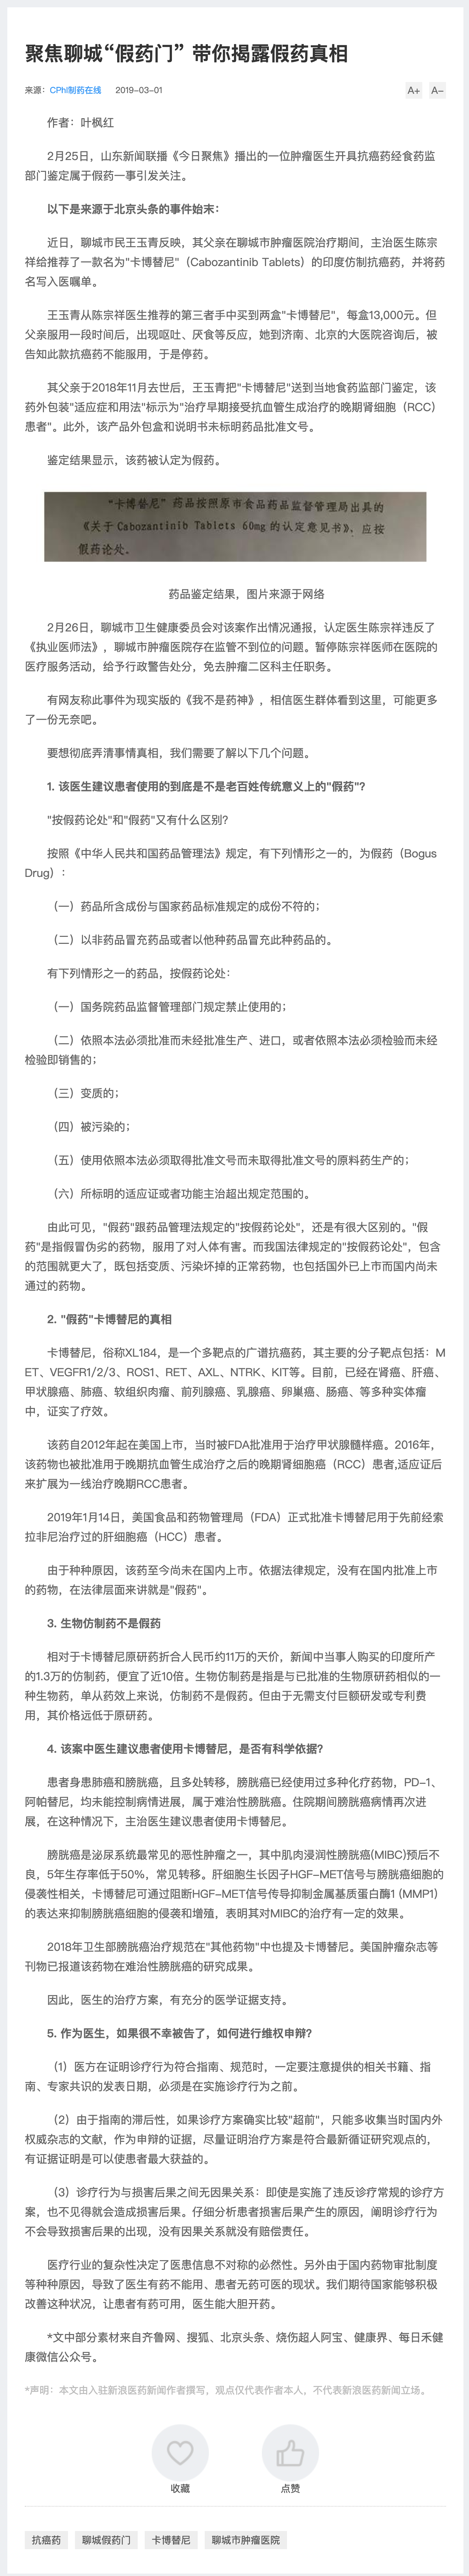 聚焦聊城“假药门” 带你揭露假药真相
来源：CPhI制药在线 2019-03-01 A+ A-
作者：叶枫红
2月25日，山东新闻联播《今日聚焦》播出的一位肿瘤医生开具抗癌药经食药监
部门鉴定属于假药一事引发关注。
以下是来源于北京头条的事件始末：
近日，聊城市民王玉青反映，其父亲在聊城市肿瘤医院治疗期间，主治医生陈宗
祥给推荐了一款名为"卡博替尼"（Cabozantinib Tablets）的印度仿制抗癌药，并将药
名写入医嘱单。
王玉青从陈宗祥医生推荐的第三者手中买到两盒"卡博替尼"，每盒13,000元。但
父亲服用一段时间后，出现呕吐、厌食等反应，她到济南、北京的大医院咨询后，被
告知此款抗癌药不能服用，于是停药。
其父亲于2018年11月去世后，王玉青把"卡博替尼"送到当地食药监部门鉴定，该
药外包装"适应症和用法"标示为"治疗早期接受抗血管生成治疗的晚期肾细胞（RCC）
患者"。此外，该产品外包盒和说明书未标明药品批准文号。
鉴定结果显示，该药被认定为假药。
“卡博替尼”药品按照原市食品药品监督管理局出具的
《关于 Cabozantinib Tablets 60mg 的认定意见书》，应按
假药论处。
药品鉴定结果，图片来源于网络
2月26日，聊城市卫生健康委员会对该案作出情况通报，认定医生陈宗祥违反了
《执业医师法》，聊城市肿瘤医院存在监管不到位的问题。暂停陈宗祥医师在医院的
医疗服务活动，给予行政警告处分，免去肿瘤二区科主任职务。
有网友称此事件为现实版的《我不是药神》，相信医生群体看到这里，可能更多
了一份无奈吧。
要想彻底弄清事情真相，我们需要了解以下几个问题。
1. 该医生建议患者使用的到底是不是老百姓传统意义上的"假药"？
"按假药论处"和"假药"又有什么区别？
按照《中华人民共和国药品管理法》规定，有下列情形之一的，为假药（Bogus
Drug）：
（一）药品所含成份与国家药品标准规定的成份不符的；
（二）以非药品冒充药品或者以他种药品冒充此种药品的。
有下列情形之一的药品，按假药论处：
（一）国务院药品监督管理部门规定禁止使用的；
（二）依照本法必须批准而未经批准生产、进口，或者依照本法必须检验而未经
检验即销售的；
（三）变质的；
（四）被污染的；
（五）使用依照本法必须取得批准文号而未取得批准文号的原料药生产的；
（六）所标明的适应证或者功能主治超出规定范围的。
由此可见，"假药"跟药品管理法规定的"按假药论处"，还是有很大区别的。"假
药"是指假冒伪劣的药物，服用了对人体有害。而我国法律规定的"按假药论处"，包含
的范围就更大了，既包括变质、污染坏掉的正常药物，也包括国外已上市而国内尚未
通过的药物。
2. "假药"卡博替尼的真相
卡博替尼，俗称XL184，是一个多靶点的广谱抗癌药，其主要的分子靶点包括：M
ET、VEGFR1/2/3、ROS1、RET、AXL、NTRK、KIT等。目前，已经在肾癌、肝癌、
甲状腺癌、肺癌、软组织肉瘤、前列腺癌、乳腺癌、卵巢癌、肠癌、等多种实体瘤
中，证实了疗效。
该药自2012年起在美国上市，当时被FDA批准用于治疗甲状腺髓样癌。2016年，
该药物也被批准用于晚期抗血管生成治疗之后的晚期肾细胞癌（RCC）患者,适应证后
来扩展为一线治疗晚期RCC患者。
2019年1月14日，美国食品和药物管理局（FDA）正式批准卡博替尼用于先前经索
拉非尼治疗过的肝细胞癌（HCC）患者。
由于种种原因，该药至今尚未在国内上市。依据法律规定，没有在国内批准上市
的药物，在法律层面来讲就是"假药"。
3. 生物仿制药不是假药
相对于卡博替尼原研药折合人民币约11万的天价，新闻中当事人购买的印度所产
的1.3万的仿制药，便宜了近10倍。生物仿制药是指是与已批准的生物原研药相似的一
种生物药，单从药效上来说，仿制药不是假药。但由于无需支付巨额研发或专利费
用，其价格远低于原研药。
4. 该案中医生建议患者使用卡博替尼，是否有科学依据？
患者身患肺癌和膀胱癌，且多处转移，膀胱癌已经使用过多种化疗药物，PD-1、
阿帕替尼，均未能控制病情进展，属于难治性膀胱癌。住院期间膀胱癌病情再次进
展，在这种情况下，主治医生建议患者使用卡博替尼。
膀胱癌是泌尿系统最常见的恶性肿瘤之一，其中肌肉浸润性膀胱癌(MIBC)预后不
良，5年生存率低于50%，常见转移。肝细胞生长因子HGF-MET信号与膀胱癌细胞的
侵袭性相关，卡博替尼可通过阻断HGF-MET信号传导抑制金属基质蛋白酶1 (MMP1)
的表达来抑制膀胱癌细胞的侵袭和增殖，表明其对MIBC的治疗有一定的效果。
2018年卫生部膀胱癌治疗规范在"其他药物"中也提及卡博替尼。美国肿瘤杂志等
刊物已报道该药物在难治性膀胱癌的研究成果。
因此，医生的治疗方案，有充分的医学证据支持。
5. 作为医生，如果很不幸被告了，如何进行维权申辩？
（1）医方在证明诊疗行为符合指南、规范时，一定要注意提供的相关书籍、指
南、专家共识的发表日期，必须是在实施诊疗行为之前。
（2）由于指南的滞后性，如果诊疗方案确实比较"超前"，只能多收集当时国内外
权威杂志的文献，作为申辩的证据，尽量证明治疗方案是符合最新循证研究观点的，
有证据证明是可以使患者最大获益的。
（3）诊疗行为与损害后果之间无因果关系：即使是实施了违反诊疗常规的诊疗方
案，也不见得就会造成损害后果。仔细分析患者损害后果产生的原因，阐明诊疗行为
不会导致损害后果的出现，没有因果关系就没有赔偿责任。
医疗行业的复杂性决定了医患信息不对称的必然性。另外由于国内药物审批制度
等种种原因，导致了医生有药不能用、患者无药可医的现状。我们期待国家能够积极
改善这种状况，让患者有药可用，医生能大胆开药。
*文中部分素材来自齐鲁网、搜狐、北京头条、烧伤超人阿宝、健康界、每日禾健
康微信公众号。
*声明：本文由入驻新浪医药新闻作者撰写，观点仅代表作者本人，不代表新浪医药新闻立场。
收藏 点赞
抗癌药 聊城假药门 卡博替尼 聊城市肿瘤医院